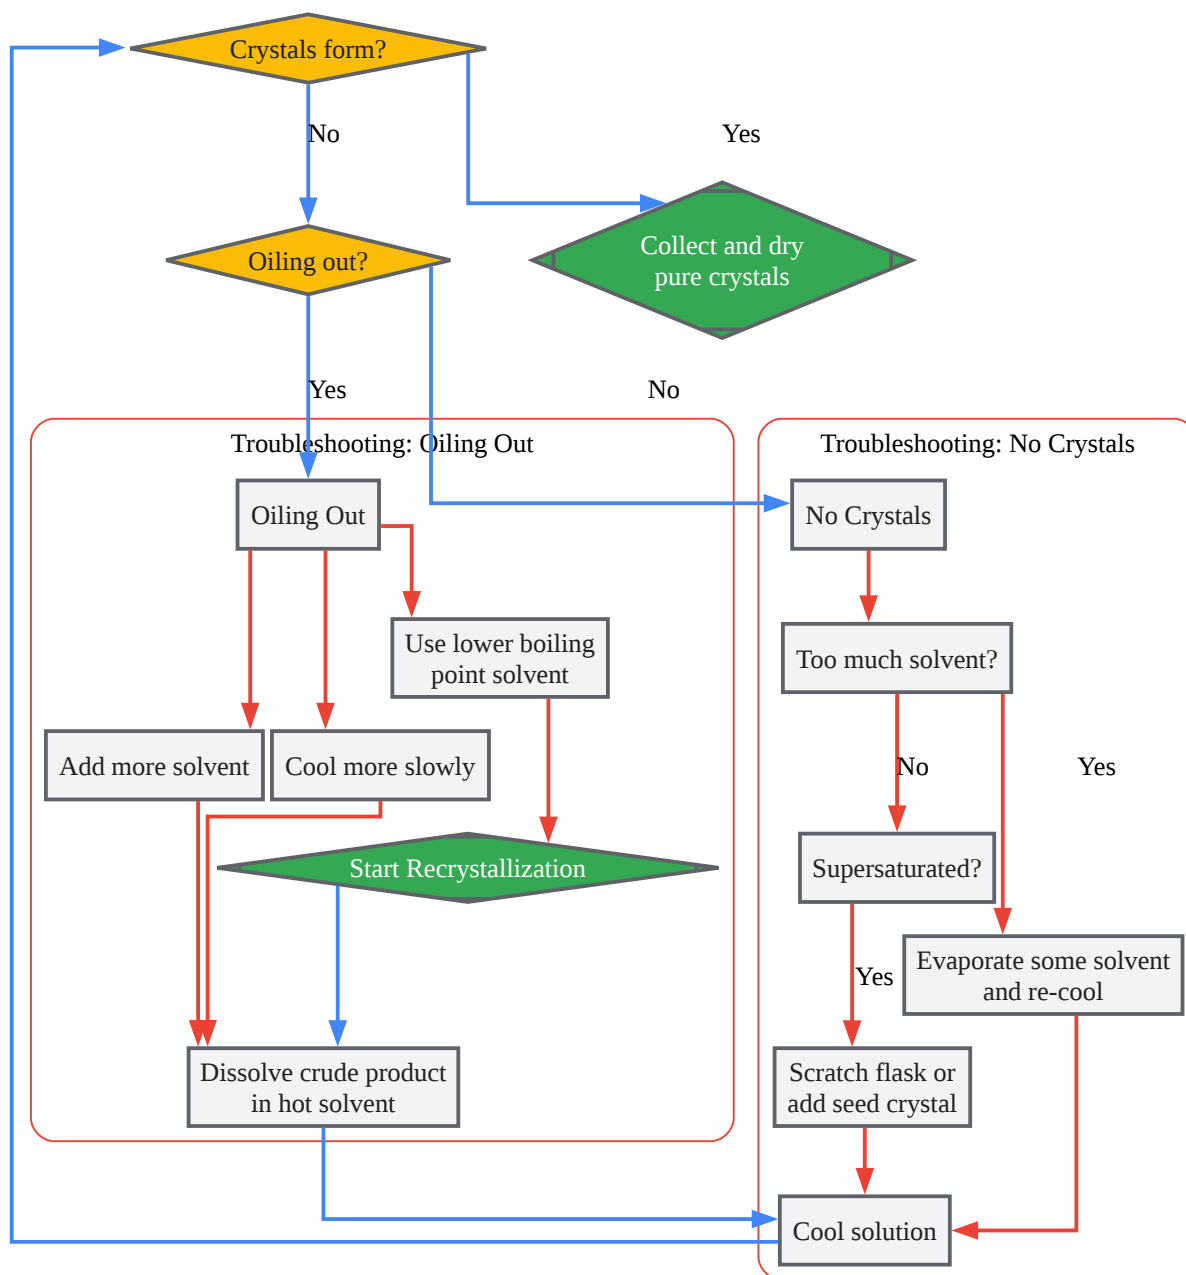 Crystals form?
No
Yes
Collect and dry
pure crystals
Oiling out?
Yes
No
Troubleshooting: Oiling Out
Troubleshooting: No Crystals
Oiling Out
No Crystals
Use lower boiling
point solvent
Too much solvent?
Add more solvent
Cool more slowly
No
Yes
Start Recrystallization
Supersaturated?
Evaporate some solvent
and re-cool
Yes
Dissolve crude product
in hot solvent
Scratch flask or
add seed crystal
Cool solution